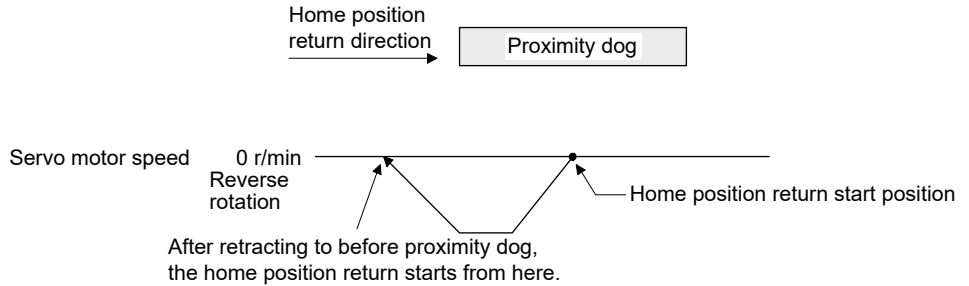 Home position
return direction
Proximity dog
Servo motor speed
0 r/min
Reverse
rotation
Home position return start position
After retracting to before proximity dog,
the home position return starts from here.